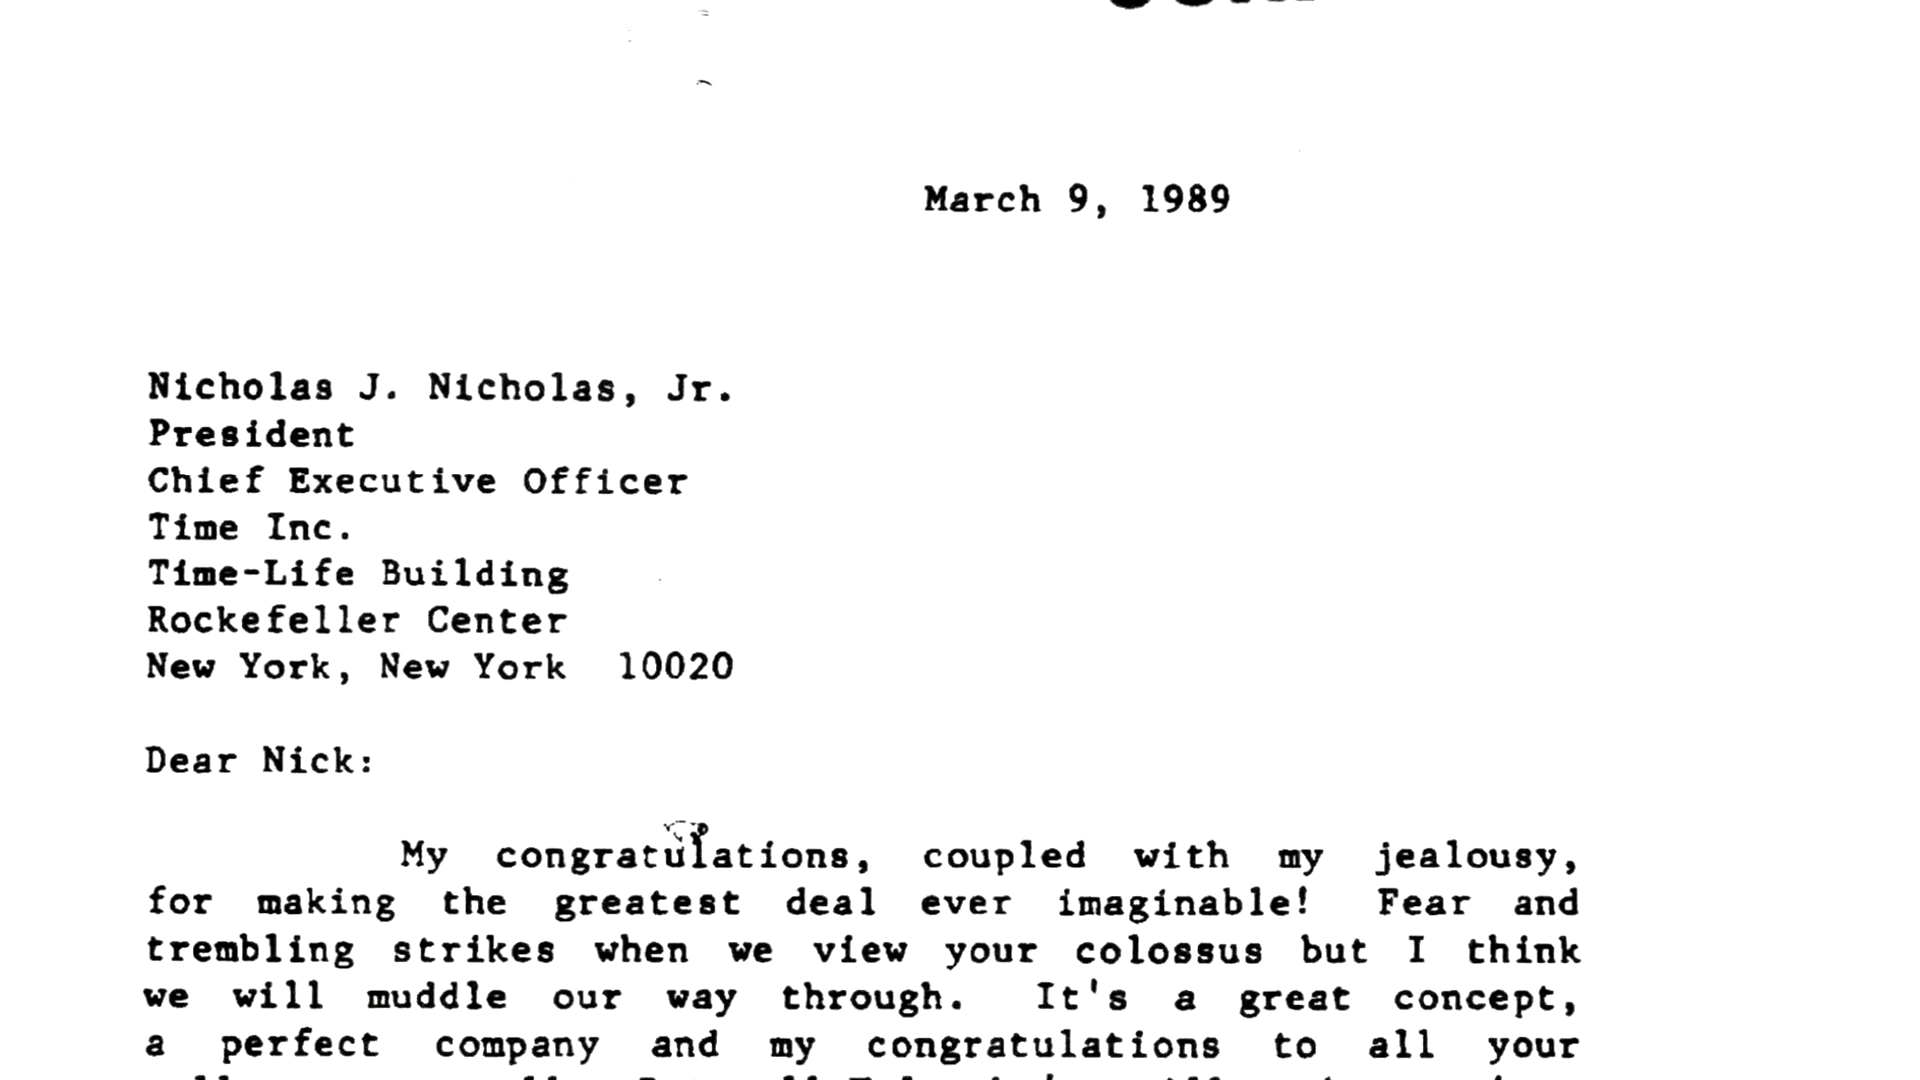 March 9, 1989
Nicholas J. Nicholas, Jr.
President
Chief Executive Officer
Time Inc.
Time-Life Building
Rockefeller Center
New York, New York 10020
Dear Nick:
My congratulations, coupled with my jealousy,
for making the greatest deal ever imaginable! Fear and
trembling strikes when we view your colossus but I think
we will muddle our way through. It's a great concept,
a perfect company and my congratulations to all your